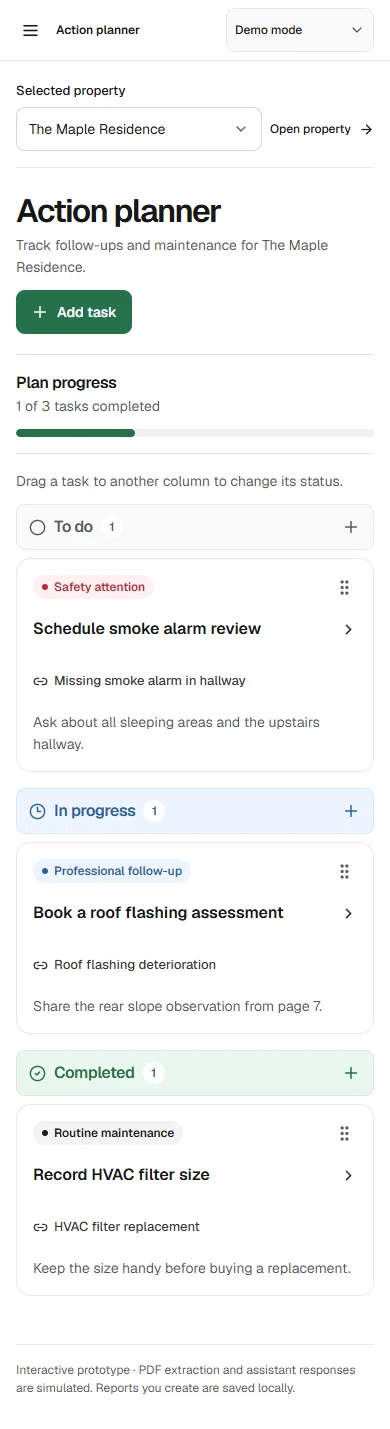 Action planner
Demo mode
Selected property
The Maple Residence
Open property
Action planner
Track follow-ups and maintenance for The Maple
Residence.
Add task
Plan progress
1 of 3 tasks completed
Drag a task to another column to change its status.
To do 1
Safety attention
Schedule smoke alarm review
Missing smoke alarm in hallway
Ask about all sleeping areas and the upstairs
hallway.
In progress 1
Professional follow-up
Book a roof flashing assessment
Roof flashing deterioration
Share the rear slope observation from page 7.
Completed 1
Routine maintenance
Record HVAC filter size
HVAC filter replacement
Keep the size handy before buying a replacement.
Interactive prototype · PDF extraction and assistant responses
are simulated. Reports you create are saved locally.